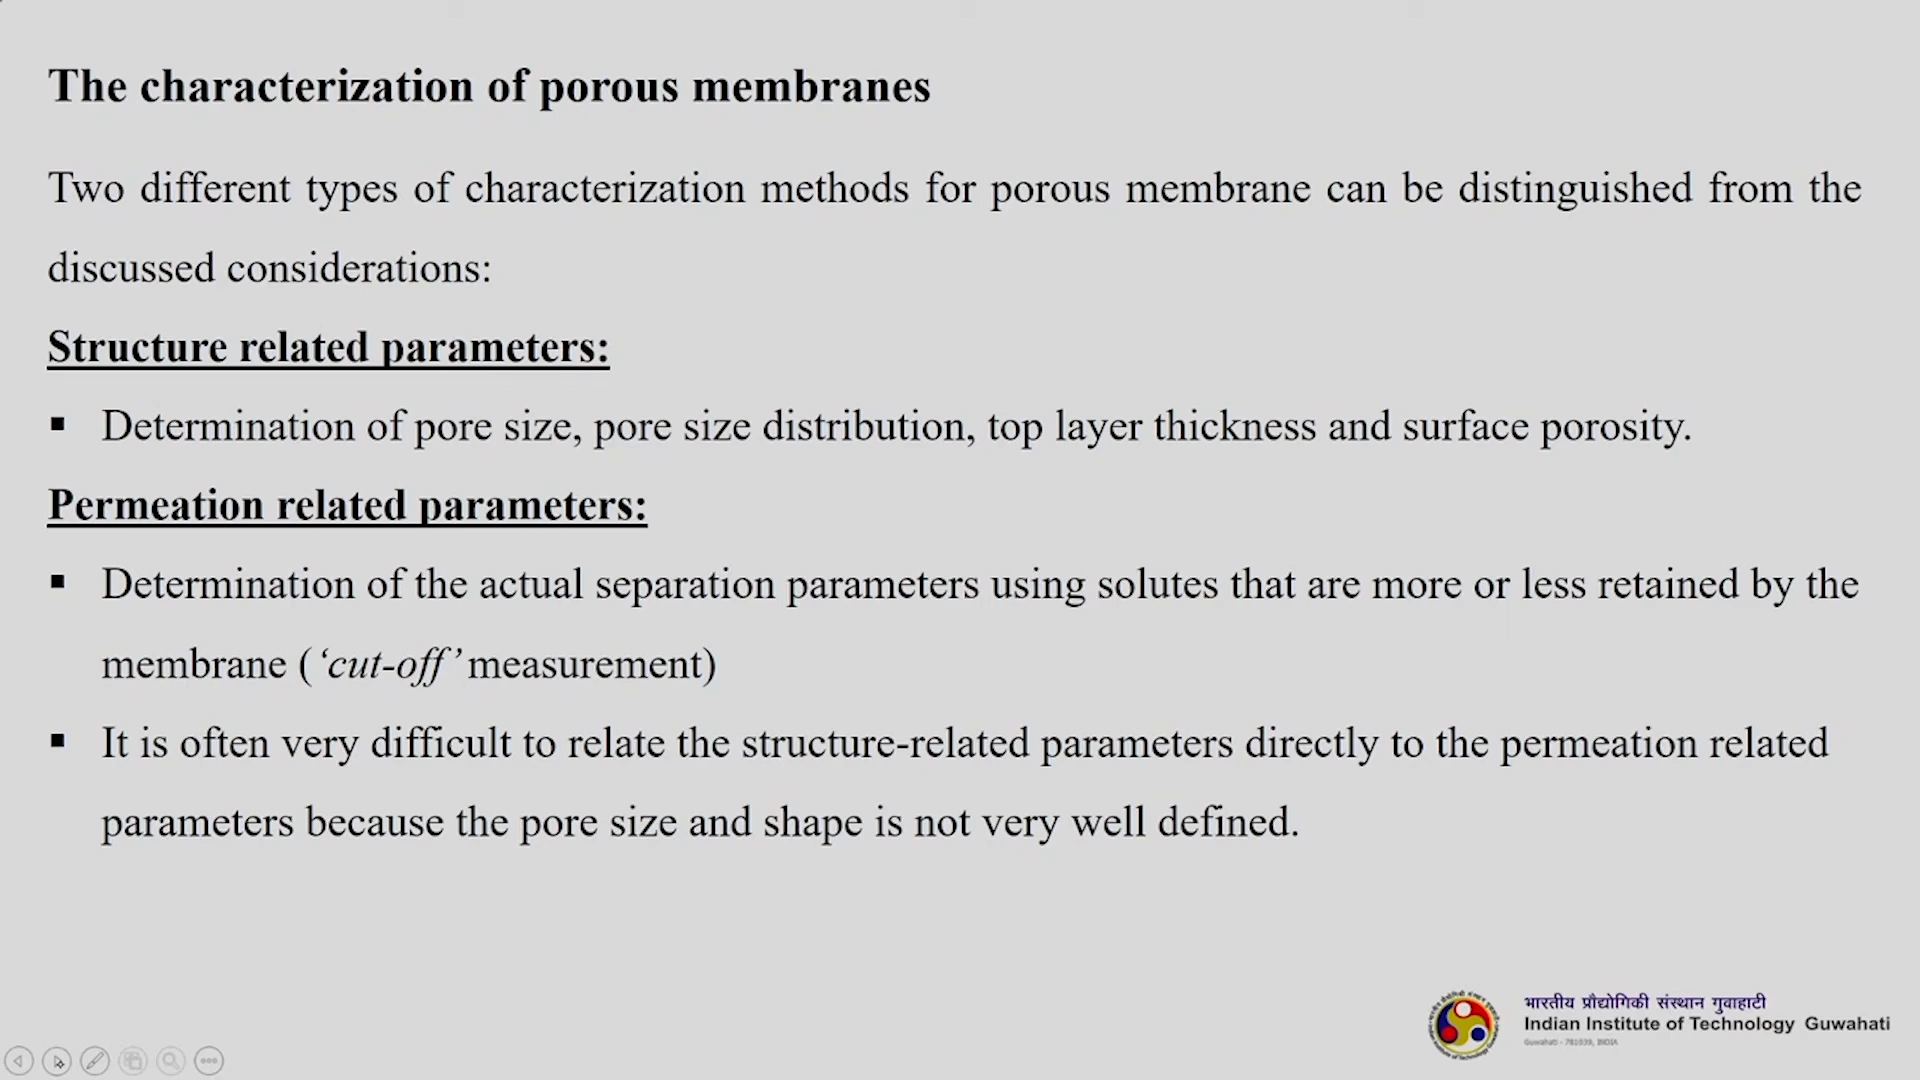 The characterization of porous membranes
Two different types of characterization methods for porous membrane can be distinguished from the
discussed considerations:
Structure related parameters:
▪ Determination of pore size, pore size distribution, top layer thickness and surface porosity.
Permeation related parameters:
▪ Determination of the actual separation parameters using solutes that are more or less retained by the
membrane (‘cut-off’ measurement)
▪ It is often very difficult to relate the structure-related parameters directly to the permeation related
parameters because the pore size and shape is not very well defined.
भारतीय प्रौद्योगिकी संस्थान गुवाहाटी
Indian Institute of Technology Guwahati
Guwahati - 781039, INDIA